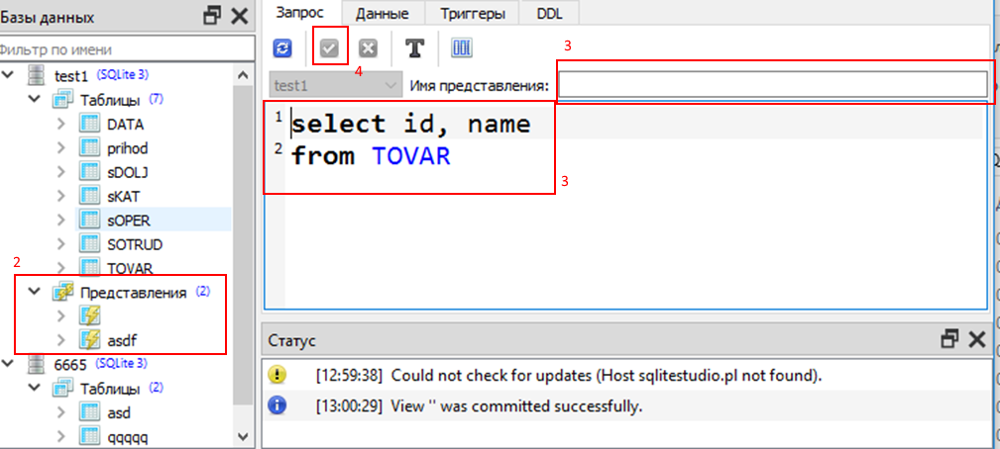 Базы данных
Фильтр по имени
test1 (SQLite 3)
Таблицы (7)
DATA
prihod
sDOLJ
sKAT
sOPER
SOTRUD
TOVAR
2
Представления (2)
asdf
6665 (SQLite 3)
Таблицы (2)
asd
qqqqq
Запрос Данные Триггеры DDL
4
3
test1 Имя представления:
1 select id, name
2 from TOVAR
3
Статус
[12:59:38] Could not check for updates (Host sqlitestudio.pl not found).
[13:00:29] View '' was committed successfully.